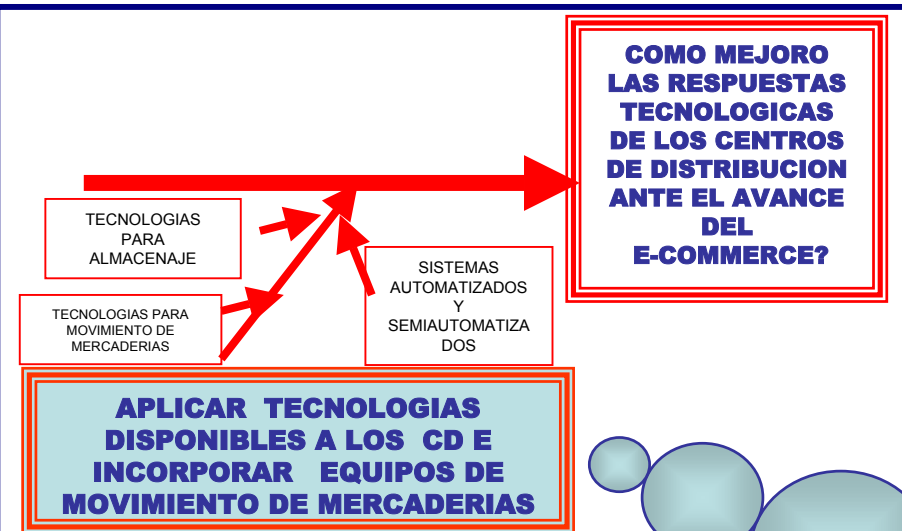 COMO MEJORO
LAS RESPUESTAS
TECNOLOGICAS
DE LOS CENTROS
DE DISTRIBUCION
ANTE EL AVANCE
DEL
E-COMMERCE?
TECNOLOGIAS
PARA
ALMACENAJE
SISTEMAS
AUTOMATIZADOS
Y
SEMIAUTOMATIZA
DOS
TECNOLOGIAS PARA
MOVIMIENTO DE
MERCADERIAS
APLICAR TECNOLOGIAS
DISPONIBLES A LOS CD E
INCORPORAR EQUIPOS DE
MOVIMIENTO DE MERCADERIAS